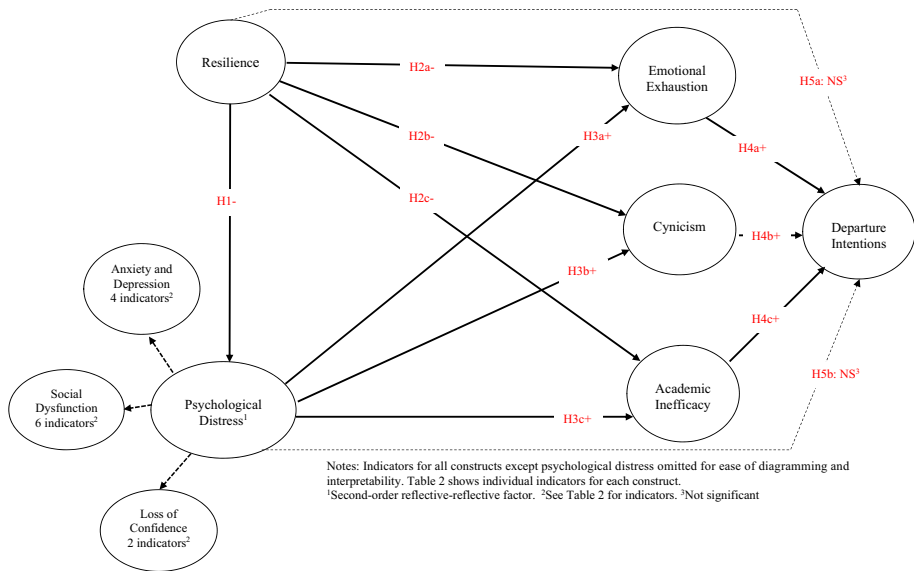 Resilience
H2a-
Emotional
Exhaustion
H5a: NS³
H2b-
H3a+
H4a+
H1-
H2c-
Cynicism
H4b+
Departure
Intentions
Anxiety and
Depression
4 indicators²
H3b+
H4c+
H5b: NS³
Social
Dysfunction
6 indicators²
Psychological
Distress¹
H3c+
Academic
Inefficacy
Loss of
Confidence
2 indicators²
Notes: Indicators for all constructs except psychological distress omitted for ease of diagramming and
interpretability. Table 2 shows individual indicators for each construct.
¹Second-order reflective-reflective factor. ²See Table 2 for indicators. ³Not significant